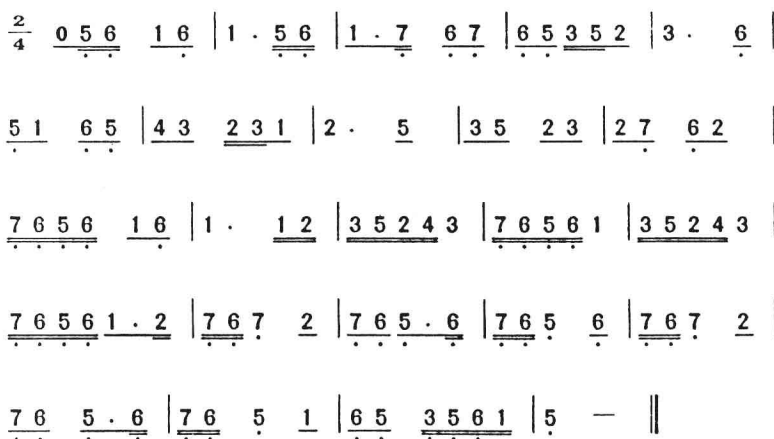 2/4 0 5 6 1 6 | 1 · 5 6 | 1 · 7 6 7 | 6 5 3 5 2 | 3 · 6 |
5 1 6 5 | 4 3 2 3 1 | 2 · 5 | 3 5 2 3 | 2 7 6 2 |
7 6 5 6 1 6 | 1 · 1 2 | 3 5 2 4 3 | 7 6 5 6 1 | 3 5 2 4 3 |
7 6 5 6 1 · 2 | 7 6 7 2 | 7 6 5 · 6 | 7 6 5 6 | 7 6 7 2 |
7 6 5 · 6 | 7 6 5 1 | 6 5 3 5 6 1 | 5 — ‖